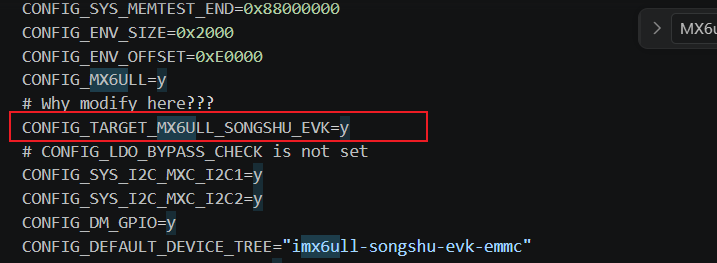 CONFIG_SYS_MEMTEST_END=0x88000000
CONFIG_ENV_SIZE=0x2000
CONFIG_ENV_OFFSET=0xE0000
CONFIG_MX6ULL=y
# Why modify here???
CONFIG_TARGET_MX6ULL_SONGSHU_EVK=y
# CONFIG_LDO_BYPASS_CHECK is not set
CONFIG_SYS_I2C_MXC_I2C1=y
CONFIG_SYS_I2C_MXC_I2C2=y
CONFIG_DM_GPIO=y
CONFIG_DEFAULT_DEVICE_TREE="imx6ull-songshu-evk-emmc"